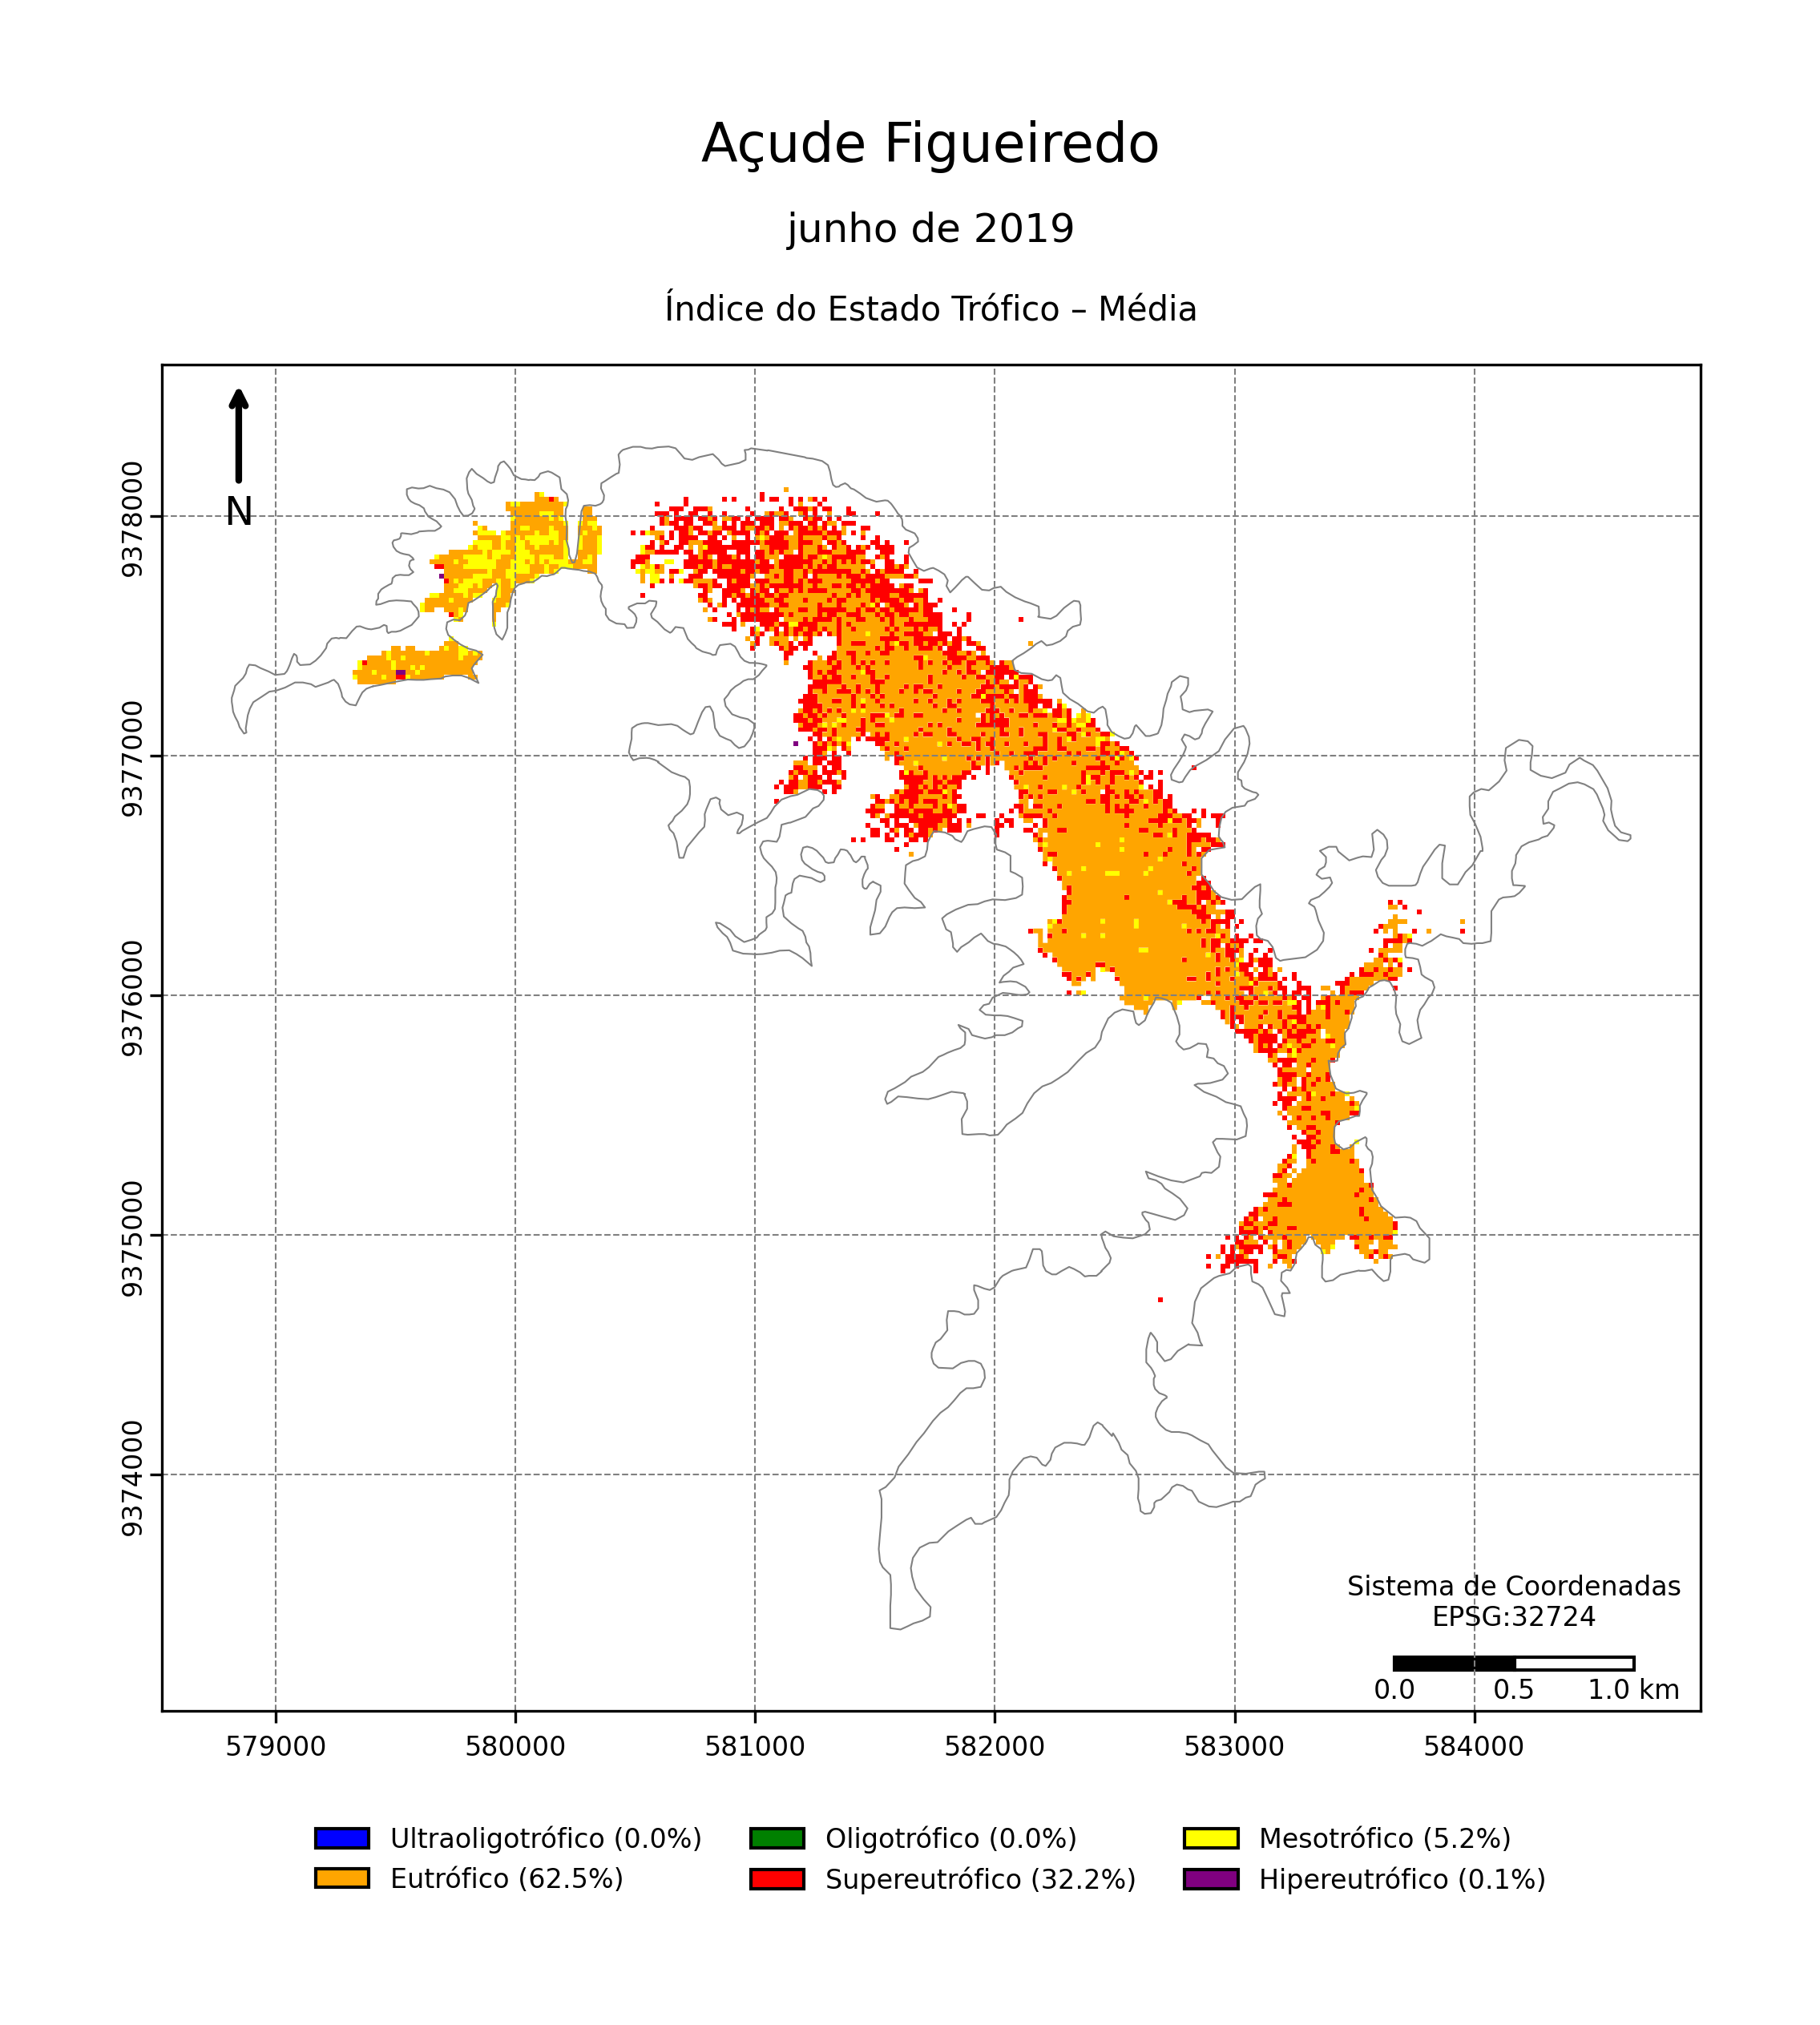 Açude Figueiredo
junho de 2019
Índice do Estado Trófico – Média
N
9378000
9377000
9376000
9375000
9374000
Sistema de Coordenadas
EPSG:32724
0.0 0.5 1.0 km
579000 580000 581000 582000 583000 584000
Ultraoligotrófico (0.0%) Oligotrófico (0.0%) Mesotrófico (5.2%)
Eutrófico (62.5%) Supereutrófico (32.2%) Hipereutrófico (0.1%)